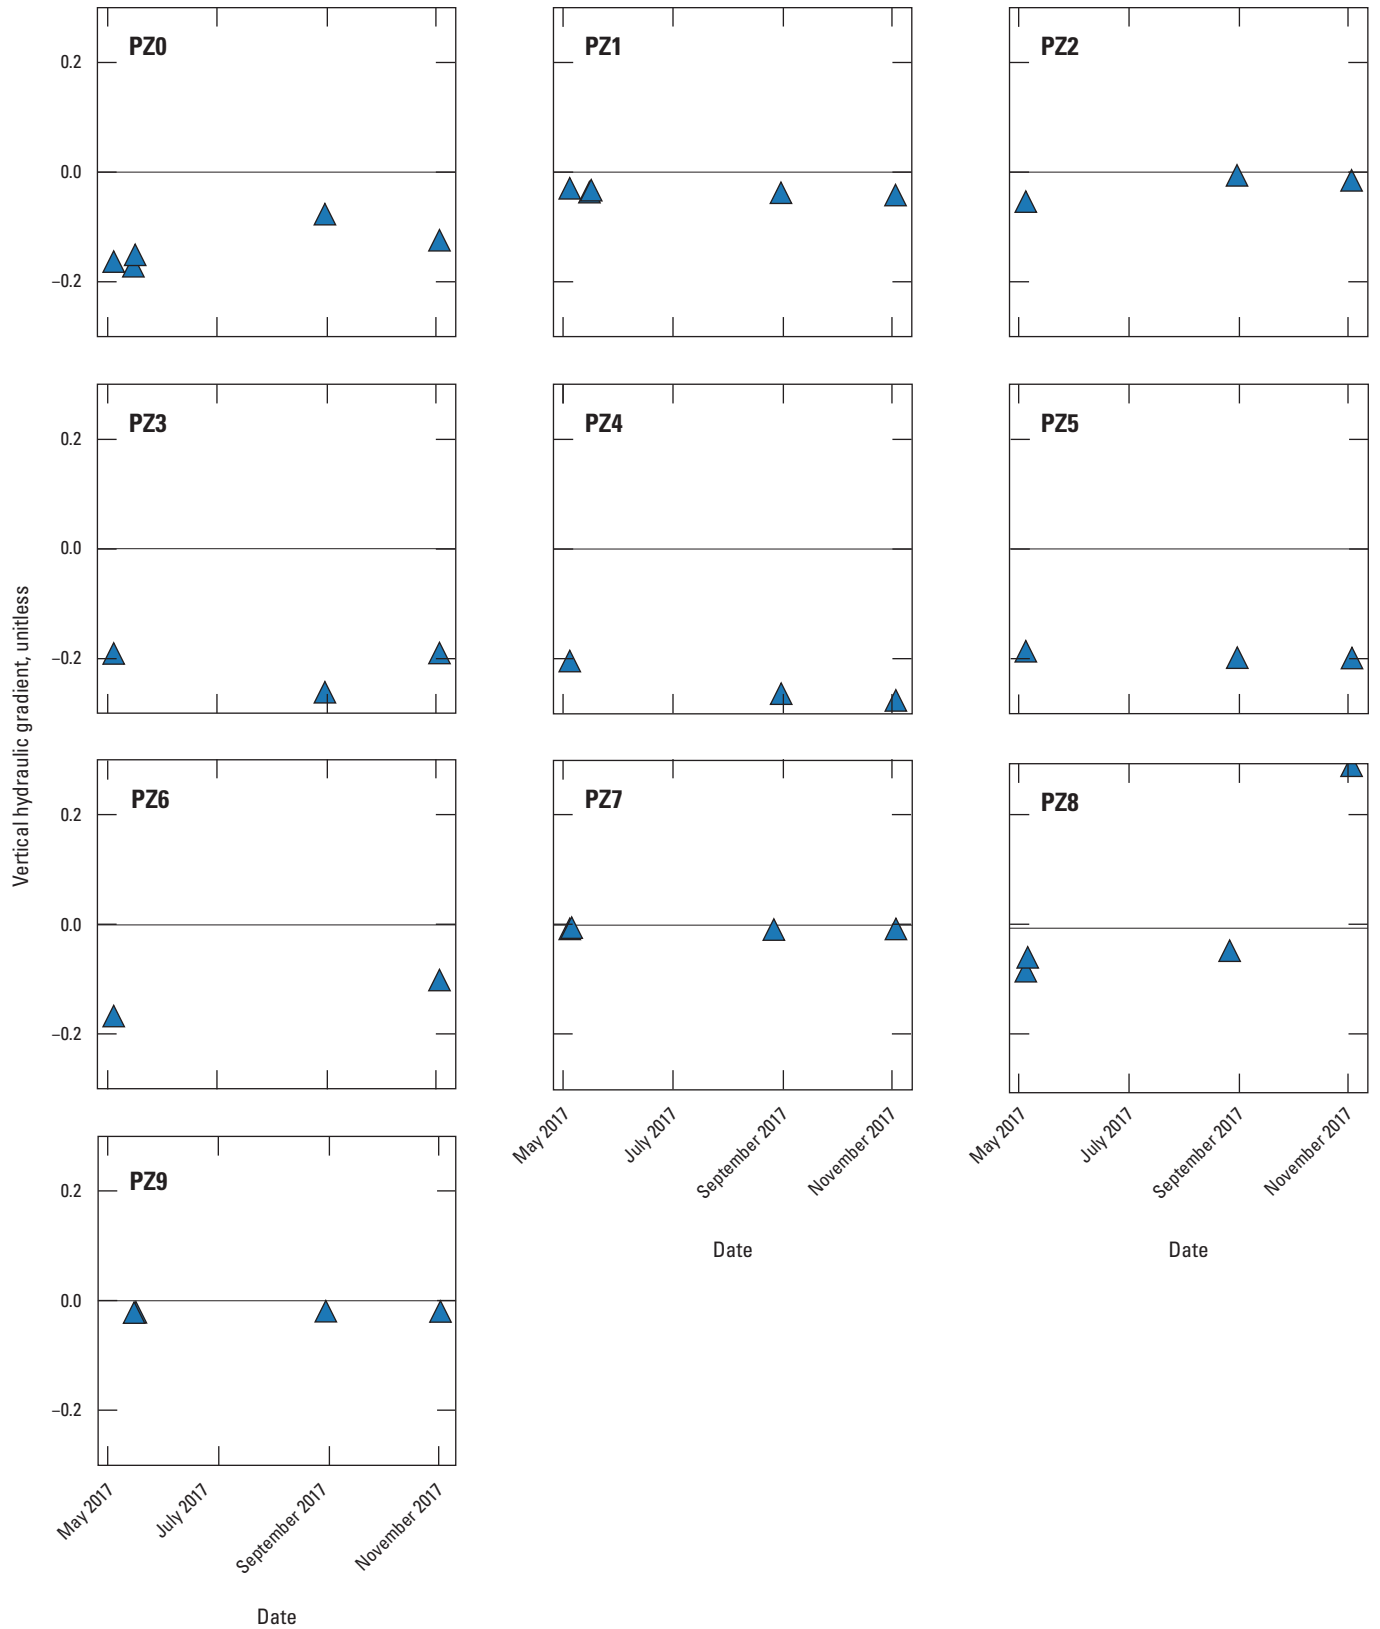 PZ0
PZ1
PZ2
0.2
0.0
−0.2
PZ3
PZ4
PZ5
0.2
0.0
−0.2
Vertical hydraulic gradient, unitless
PZ6
PZ7
PZ8
0.2
0.0
−0.2
May 2017
July 2017
September 2017
November 2017
Date
May 2017
July 2017
September 2017
November 2017
Date
PZ9
0.2
0.0
−0.2
May 2017
July 2017
September 2017
November 2017
Date